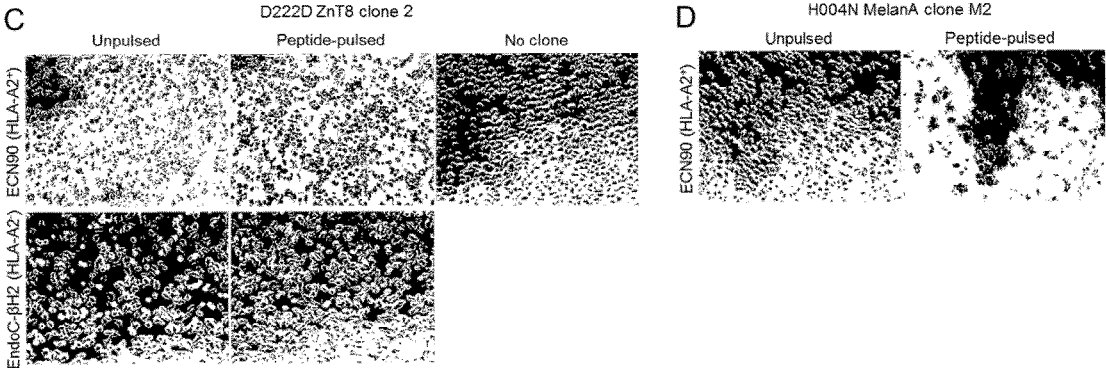 C
D222D ZnT8 clone 2
Unpulsed
Peptide-pulsed
No clone
ECN90 (HLA-A2⁺)
EndoC-βH2 (HLA-A2⁻)
D
H004N MelanA clone M2
Unpulsed
Peptide-pulsed
ECN90 (HLA-A2⁺)